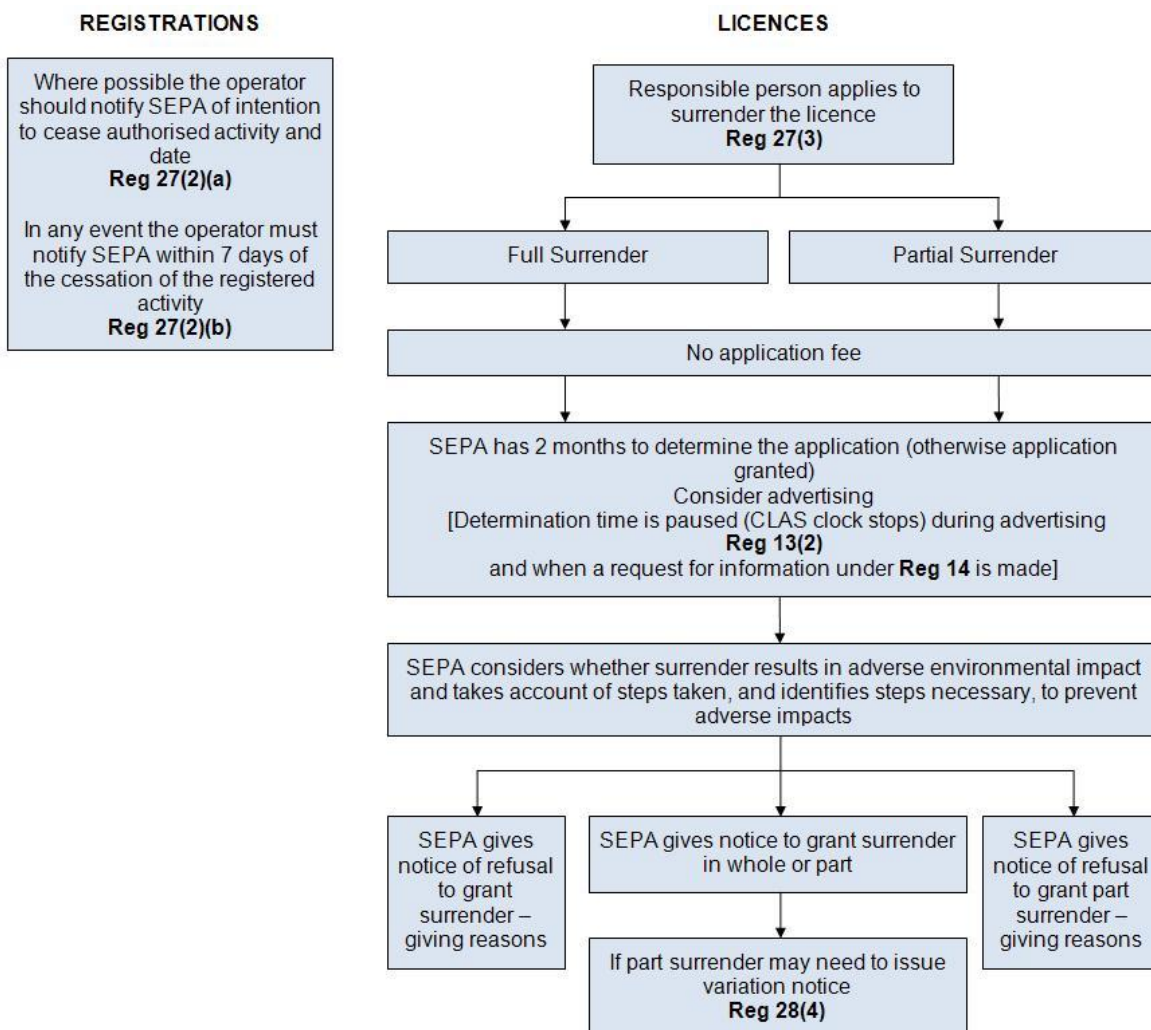 REGISTRATIONS
Where possible the operator
should notify SEPA of intention
to cease authorised activity and
date
Reg 27(2)(a)
In any event the operator must
notify SEPA within 7 days of
the cessation of the registered
activity
Reg 27(2)(b)
LICENCES
Responsible person applies to
surrender the licence
Reg 27(3)
Full Surrender
Partial Surrender
No application fee
SEPA has 2 months to determine the application (otherwise application
granted)
Consider advertising
[Determination time is paused (CLAS clock stops) during advertising
Reg 13(2)
and when a request for information under Reg 14 is made]
SEPA considers whether surrender results in adverse environmental impact
and takes account of steps taken, and identifies steps necessary, to prevent
adverse impacts
SEPA gives
notice of refusal
to grant
surrender –
giving reasons
SEPA gives notice to grant surrender
in whole or part
SEPA gives
notice of refusal
to grant part
surrender –
giving reasons
If part surrender may need to issue
variation notice
Reg 28(4)